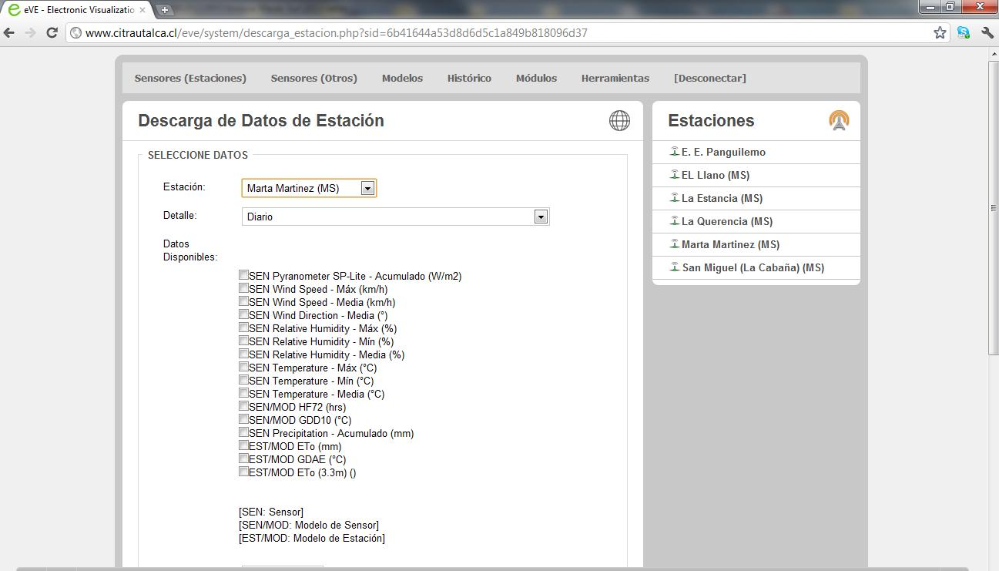 eVE - Electronic Visualizatio
www.citrautalca.cl/eve/system/descarga_estacion.php?sid=6b41644a53d8d6d5c1a849b818096d37
Sensores (Estaciones) Sensores (Otros) Modelos Histórico Módulos Herramientas [Desconectar]
Descarga de Datos de Estación
SELECCIONE DATOS
Estación: Marta Martinez (MS)
Detalle: Diario
Datos
Disponibles:
SEN Pyranometer SP-Lite - Acumulado (W/m2)
SEN Wind Speed - Máx (km/h)
SEN Wind Speed - Media (km/h)
SEN Wind Direction - Media (°)
SEN Relative Humidity - Máx (%)
SEN Relative Humidity - Mín (%)
SEN Relative Humidity - Media (%)
SEN Temperature - Máx (°C)
SEN Temperature - Mín (°C)
SEN Temperature - Media (°C)
SEN/MOD HF72 (hrs)
SEN/MOD GDD10 (°C)
SEN Precipitation - Acumulado (mm)
EST/MOD ETo (mm)
EST/MOD GDAE (°C)
EST/MOD ETo (3.3m) ()
[SEN: Sensor]
[SEN/MOD: Modelo de Sensor]
[EST/MOD: Modelo de Estación]
Estaciones
E. E. Panguilemo
EL Llano (MS)
La Estancia (MS)
La Querencia (MS)
Marta Martinez (MS)
San Miguel (La Cabaña) (MS)